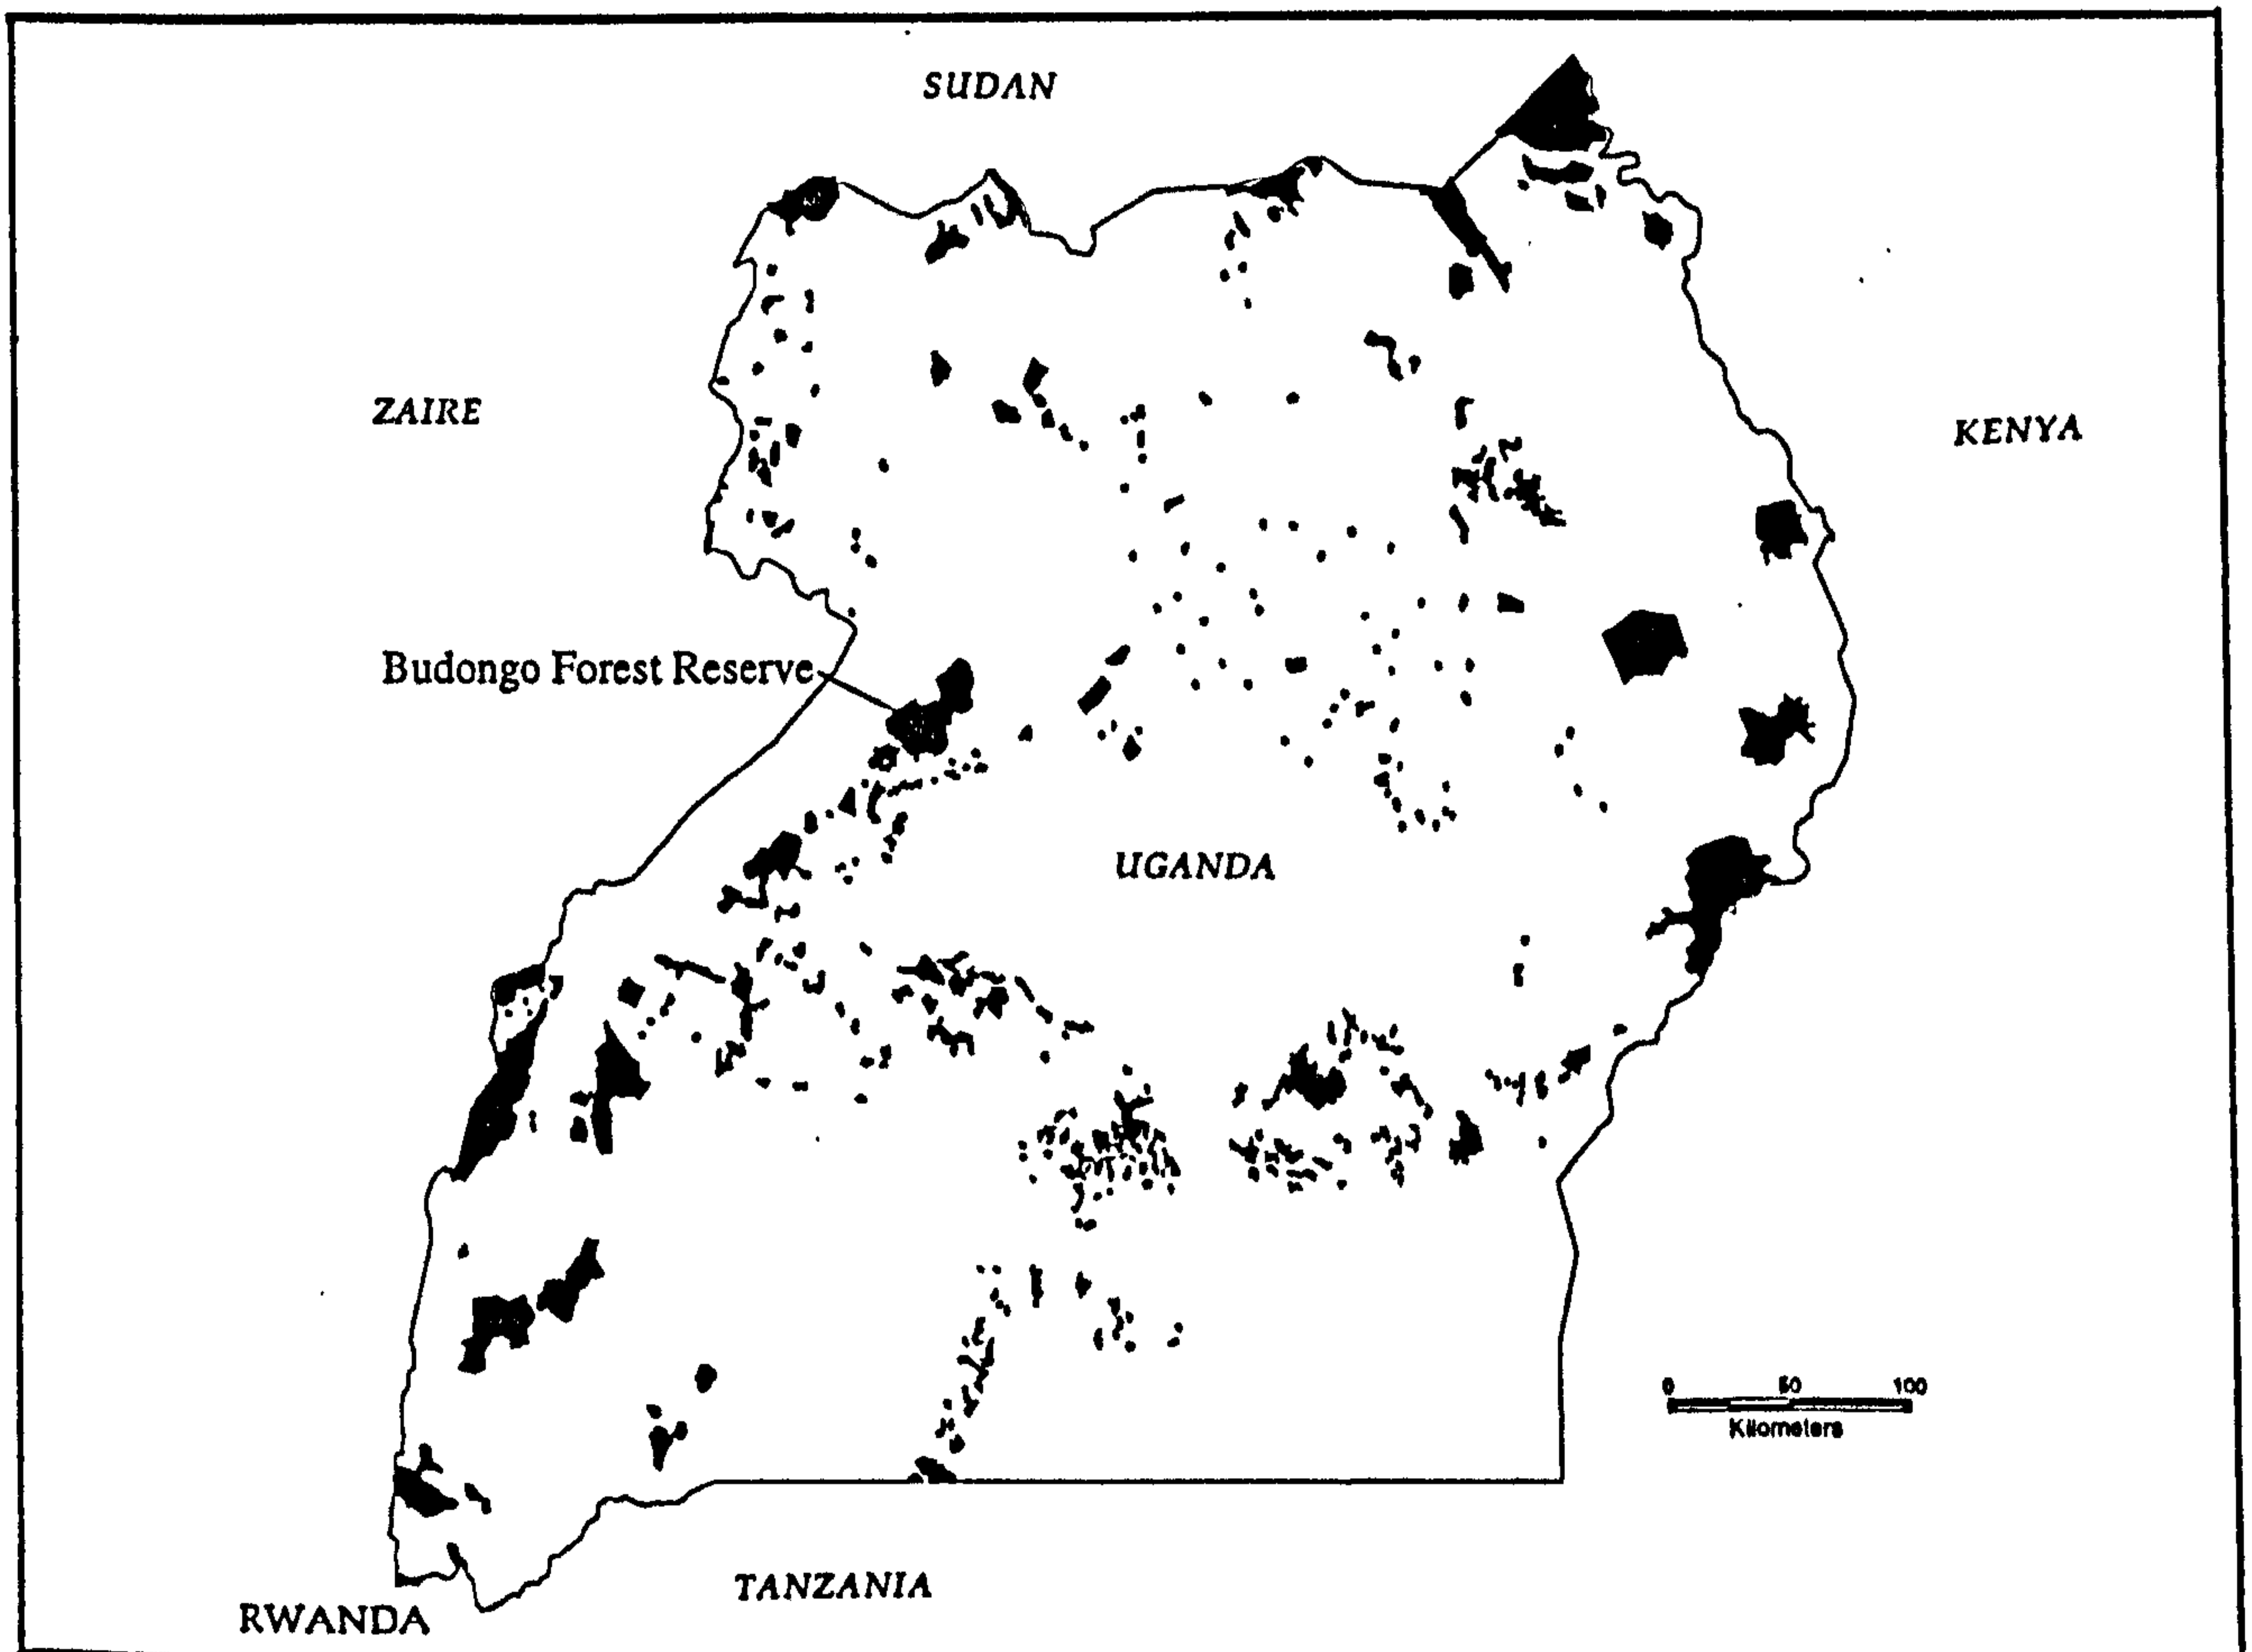 SUDAN
ZAIRE
KENYA
Budongo Forest Reserve
UGANDA
0 50 100
Kilometers
TANZANIA
RWANDA